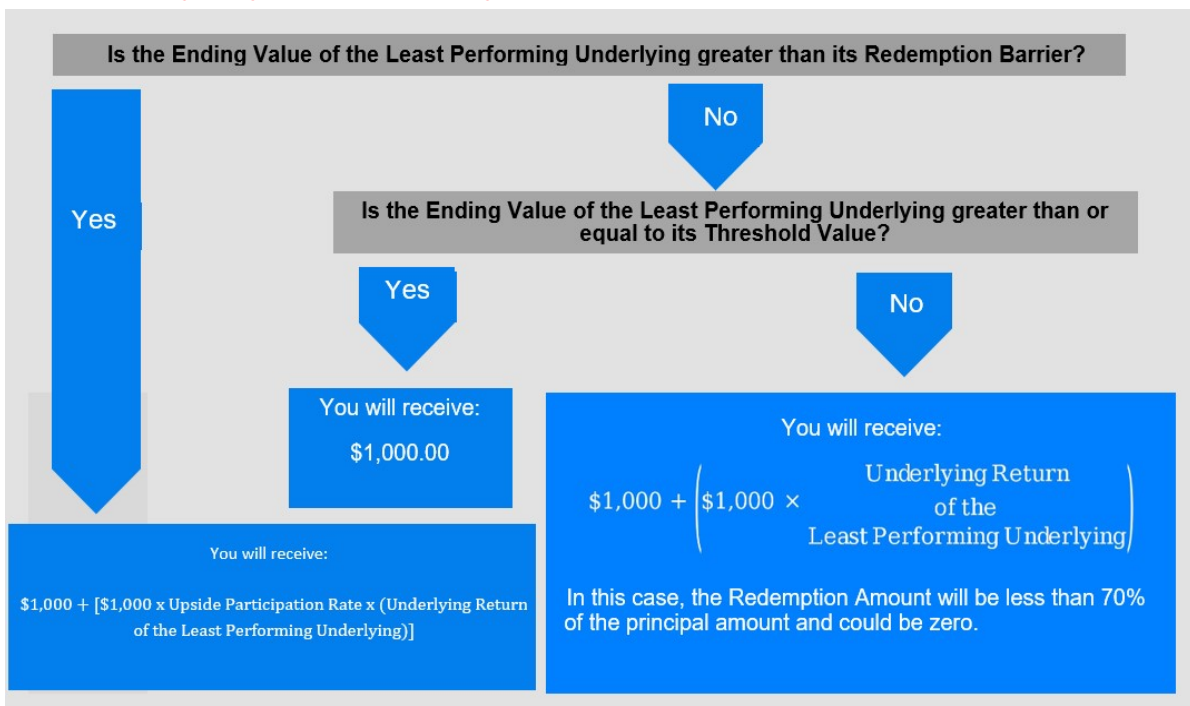 Is the Ending Value of the Least Performing Underlying greater than its Redemption Barrier?
Yes
No
Is the Ending Value of the Least Performing Underlying greater than or
equal to its Threshold Value?
Yes
No
You will receive:
$1,000.00
You will receive:
$1,000 + ($1,000 × Underlying Return
of the
Least Performing Underlying)
In this case, the Redemption Amount will be less than 70%
of the principal amount and could be zero.
You will receive:
$1,000 + [$1,000 x Upside Participation Rate x (Underlying Return
of the Least Performing Underlying)]